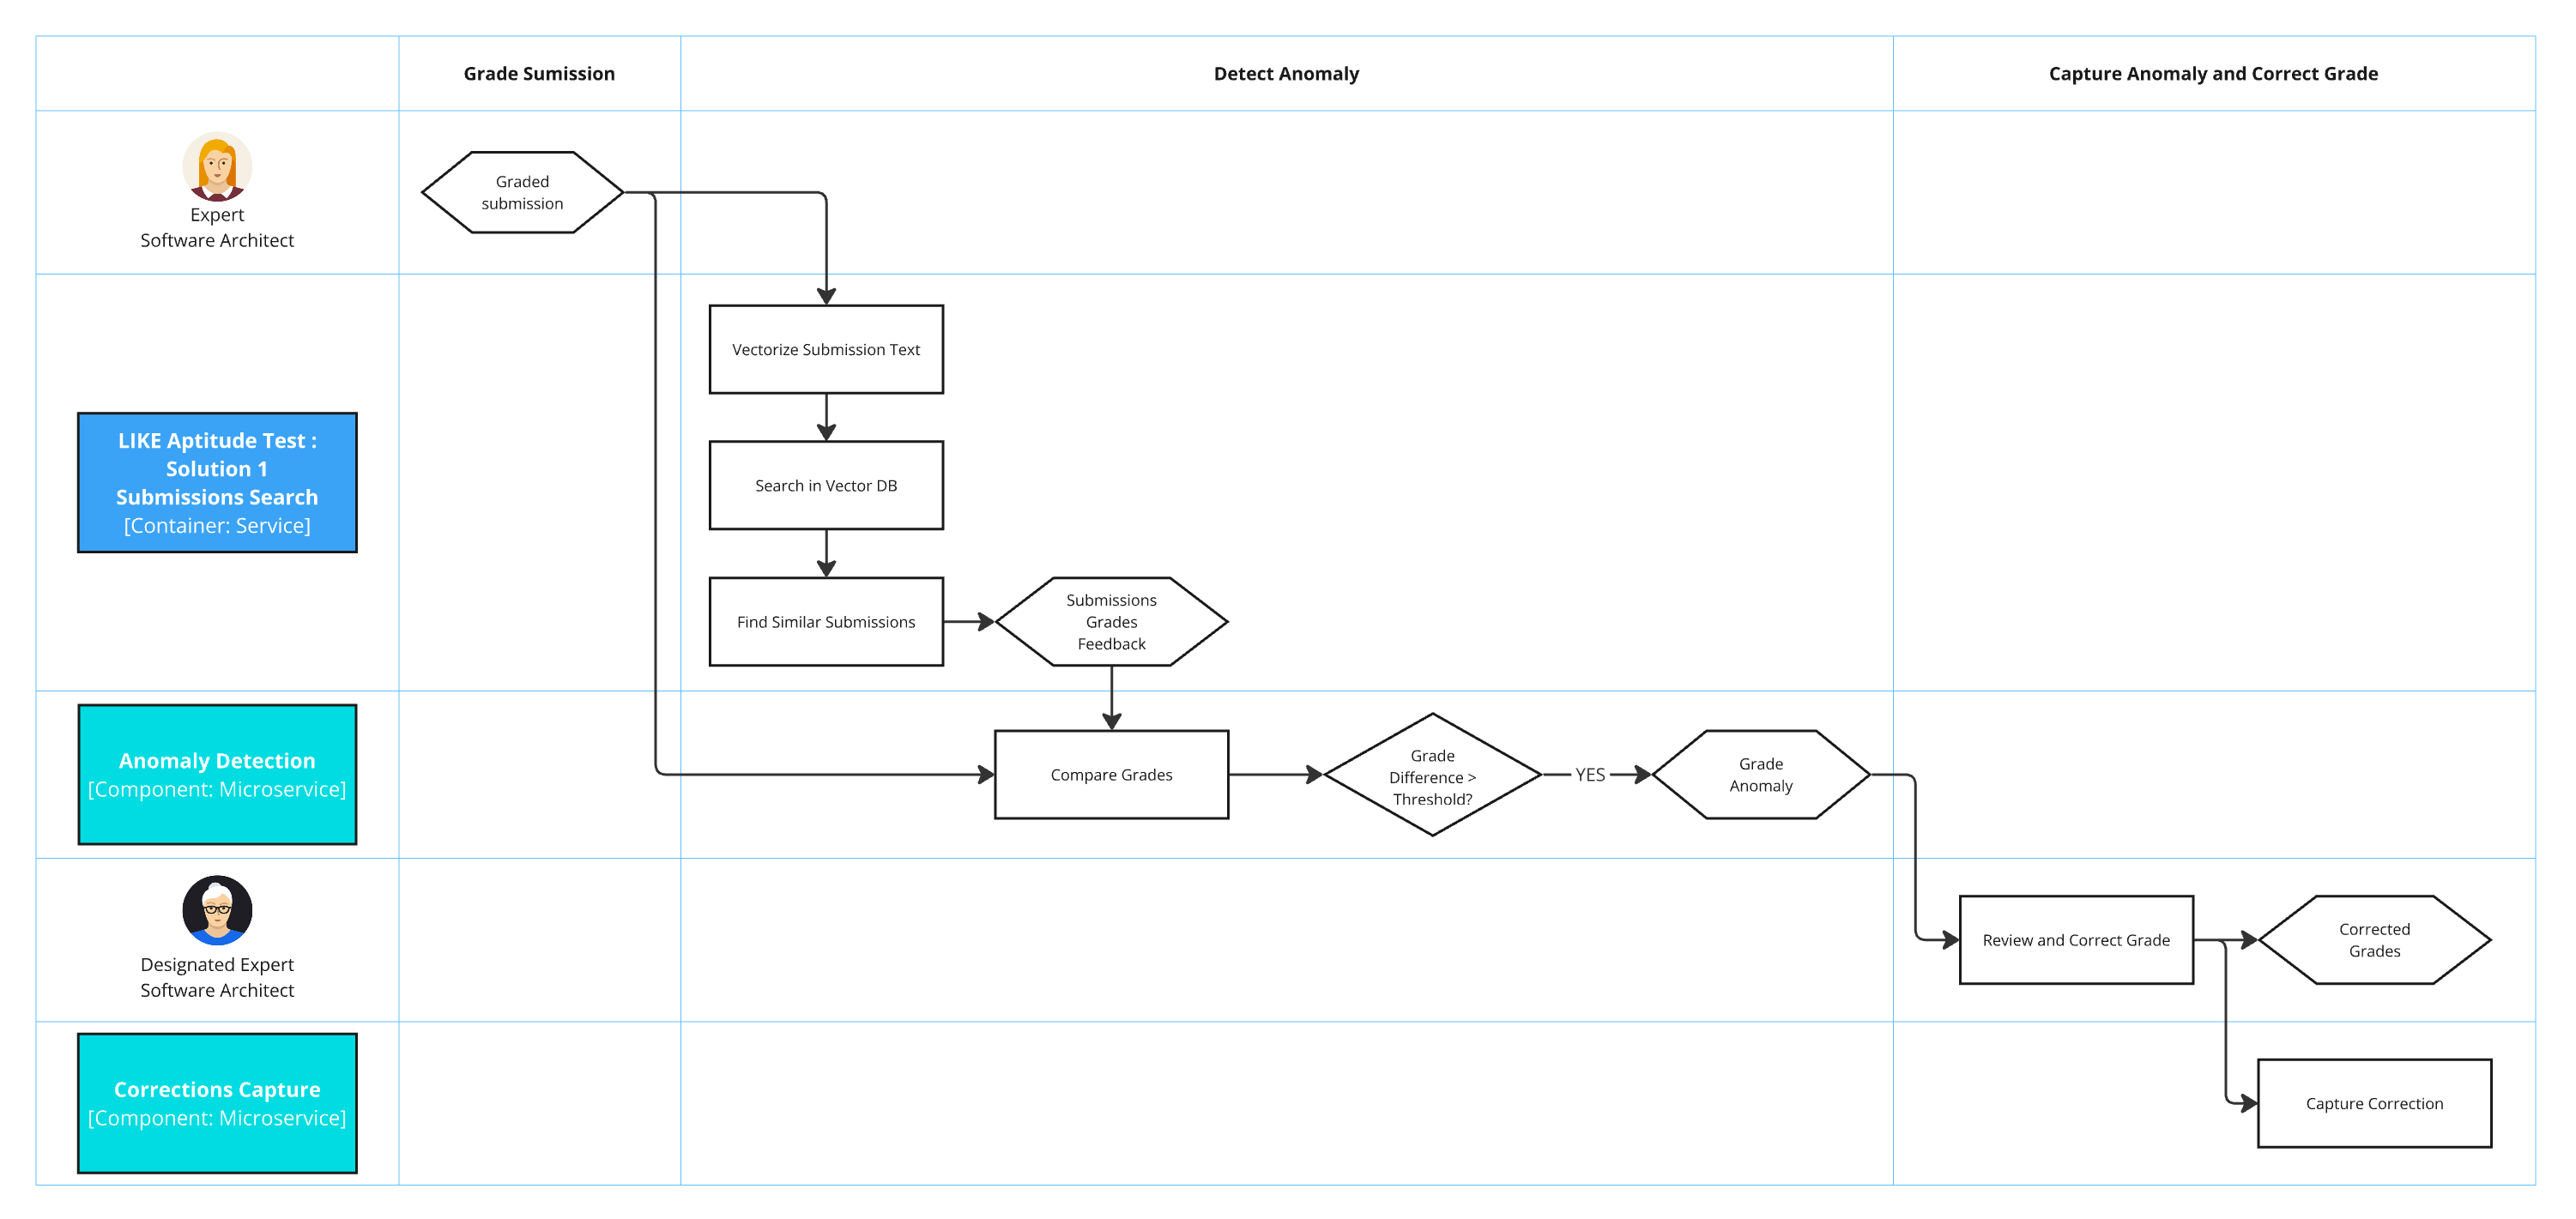 Grade Sumission
Detect Anomaly
Capture Anomaly and Correct Grade
Expert
Software Architect
Graded
submission
LIKE Aptitude Test :
Solution 1
Submissions Search
[Container: Service]
Vectorize Submission Text
Search in Vector DB
Find Similar Submissions
Submissions
Grades
Feedback
Anomaly Detection
[Component: Microservice]
Compare Grades
Grade
Difference >
Threshold?
YES
Grade
Anomaly
Designated Expert
Software Architect
Review and Correct Grade
Corrected
Grades
Corrections Capture
[Component: Microservice]
Capture Correction